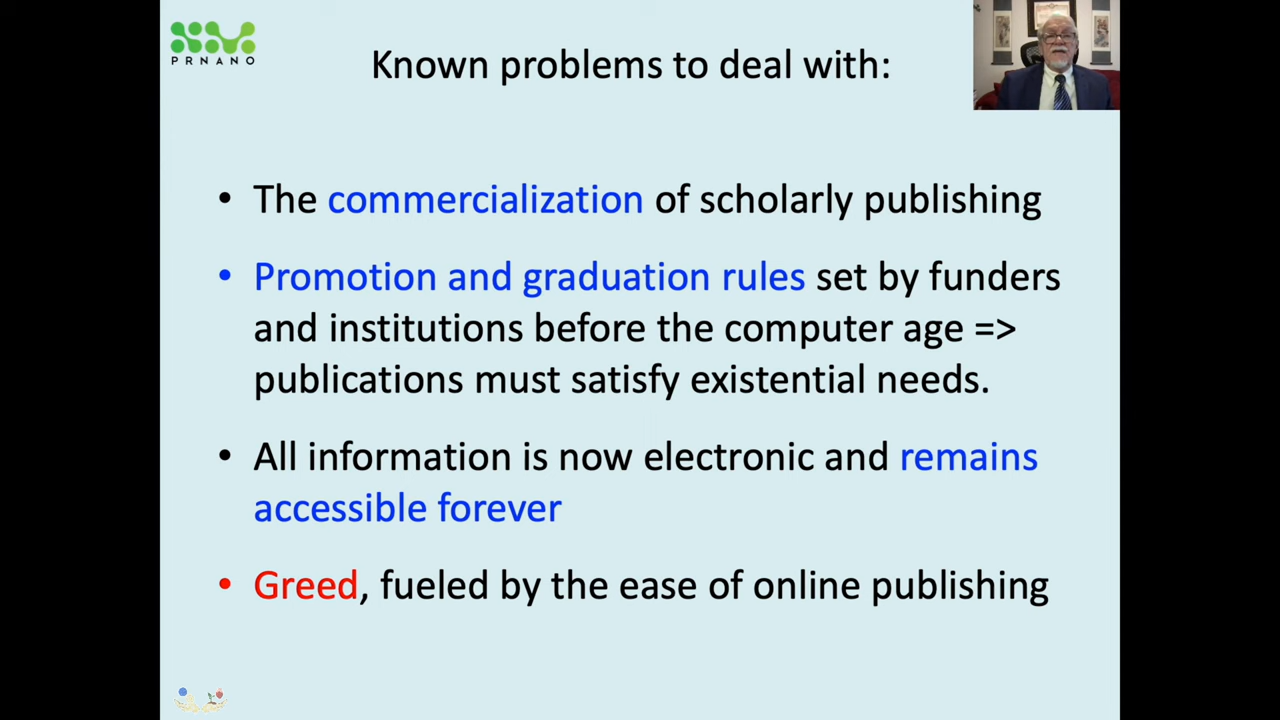 PRNANO
Known problems to deal with:
• The commercialization of scholarly publishing
• Promotion and graduation rules set by funders
and institutions before the computer age =>
publications must satisfy existential needs.
• All information is now electronic and remains
accessible forever
• Greed, fueled by the ease of online publishing